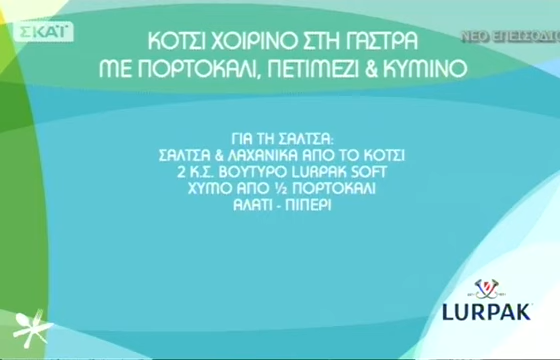 ΣΚΑΪ
ΝΕΟ ΕΠΕΙΣΟΔΙΟ
ΚΟΤΣΙ ΧΟΙΡΙΝΟ ΣΤΗ ΓΑΣΤΡΑ
ΜΕ ΠΟΡΤΟΚΑΛΙ, ΠΕΤΙΜΕΖΙ & ΚΥΜΙΝΟ
ΓΙΑ ΤΗ ΣΑΛΤΣΑ:
ΣΑΛΤΣΑ & ΛΑΧΑΝΙΚΑ ΑΠΟ ΤΟ ΚΟΤΣΙ
2 Κ.Σ. ΒΟΥΤΥΡΟ LURPAK SOFT
ΧΥΜΟ ΑΠΟ ½ ΠΟΡΤΟΚΑΛΙ
ΑΛΑΤΙ - ΠΙΠΕΡΙ
LURPAK